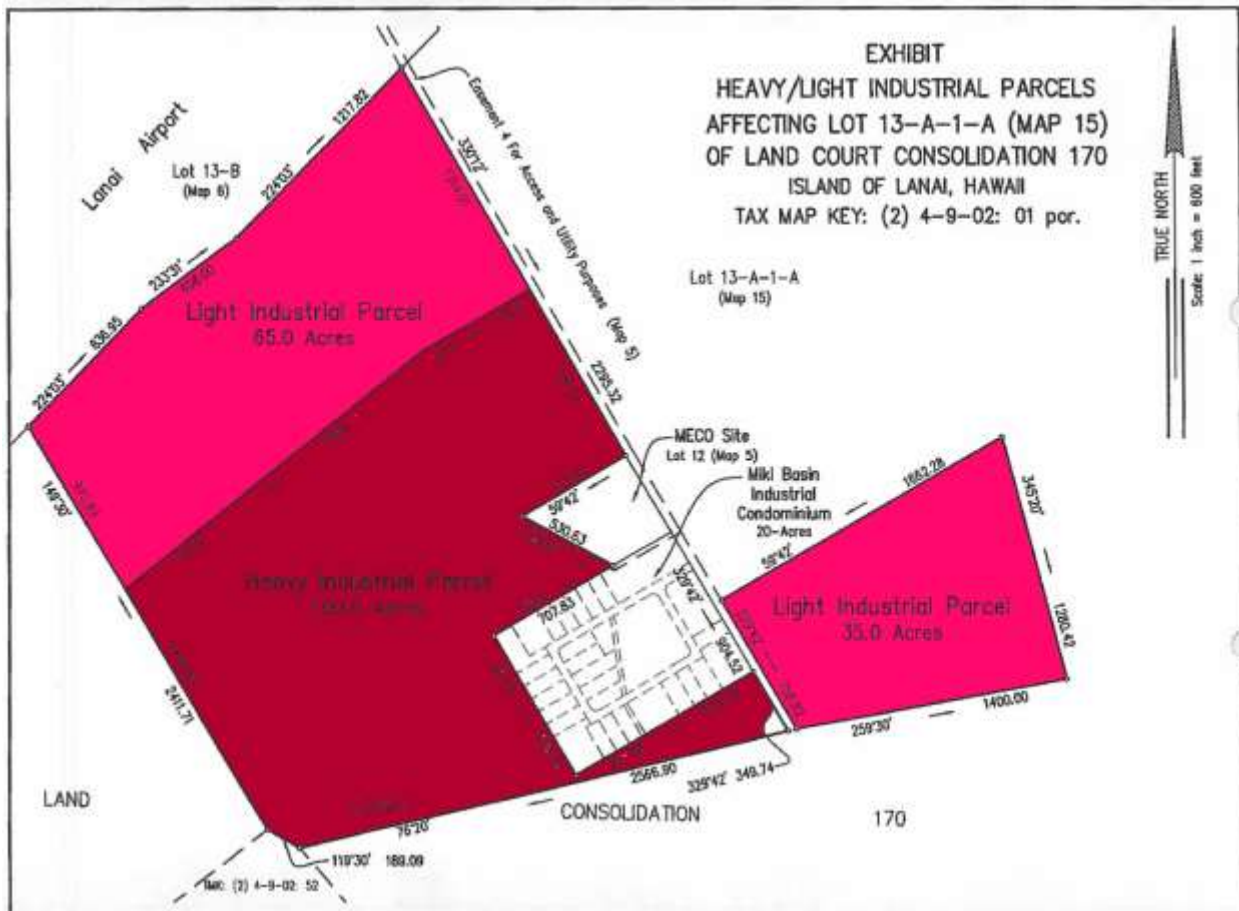 EXHIBIT
HEAVY/LIGHT INDUSTRIAL PARCELS
AFFECTING LOT 13-A-1-A (MAP 15)
OF LAND COURT CONSOLIDATION 170
ISLAND OF LANAI, HAWAII
TAX MAP KEY: (2) 4-9-02: 01 por.
TRUE NORTH
Scale: 1 inch = 600 feet
Lanai Airport
Lot 13-B
(Map 6)
1217.82
224°03'
233°31'
836.95
224°03'
Easement 4 For Access and Utility Purposes (Map 5)
330°12'
2295.32
Lot 13-A-1-A
(Map 15)
Light Industrial Parcel
65.0 Acres
MECO Site
Lot 12 (Map 5)
Miki Basin
Industrial
Condominium
20-Acres
59°42'
530.63
707.83
329°42'
904.52
1662.28
59°42'
345°20'
1280.42
Light Industrial Parcel
35.0 Acres
259°30'
1400.00
Heavy Industrial Parcel
149°30'
2411.71
2566.90
329°42' 349.74
76°20'
119°30' 189.09
LAND
CONSOLIDATION
170
TMK: (2) 4-9-02: 52